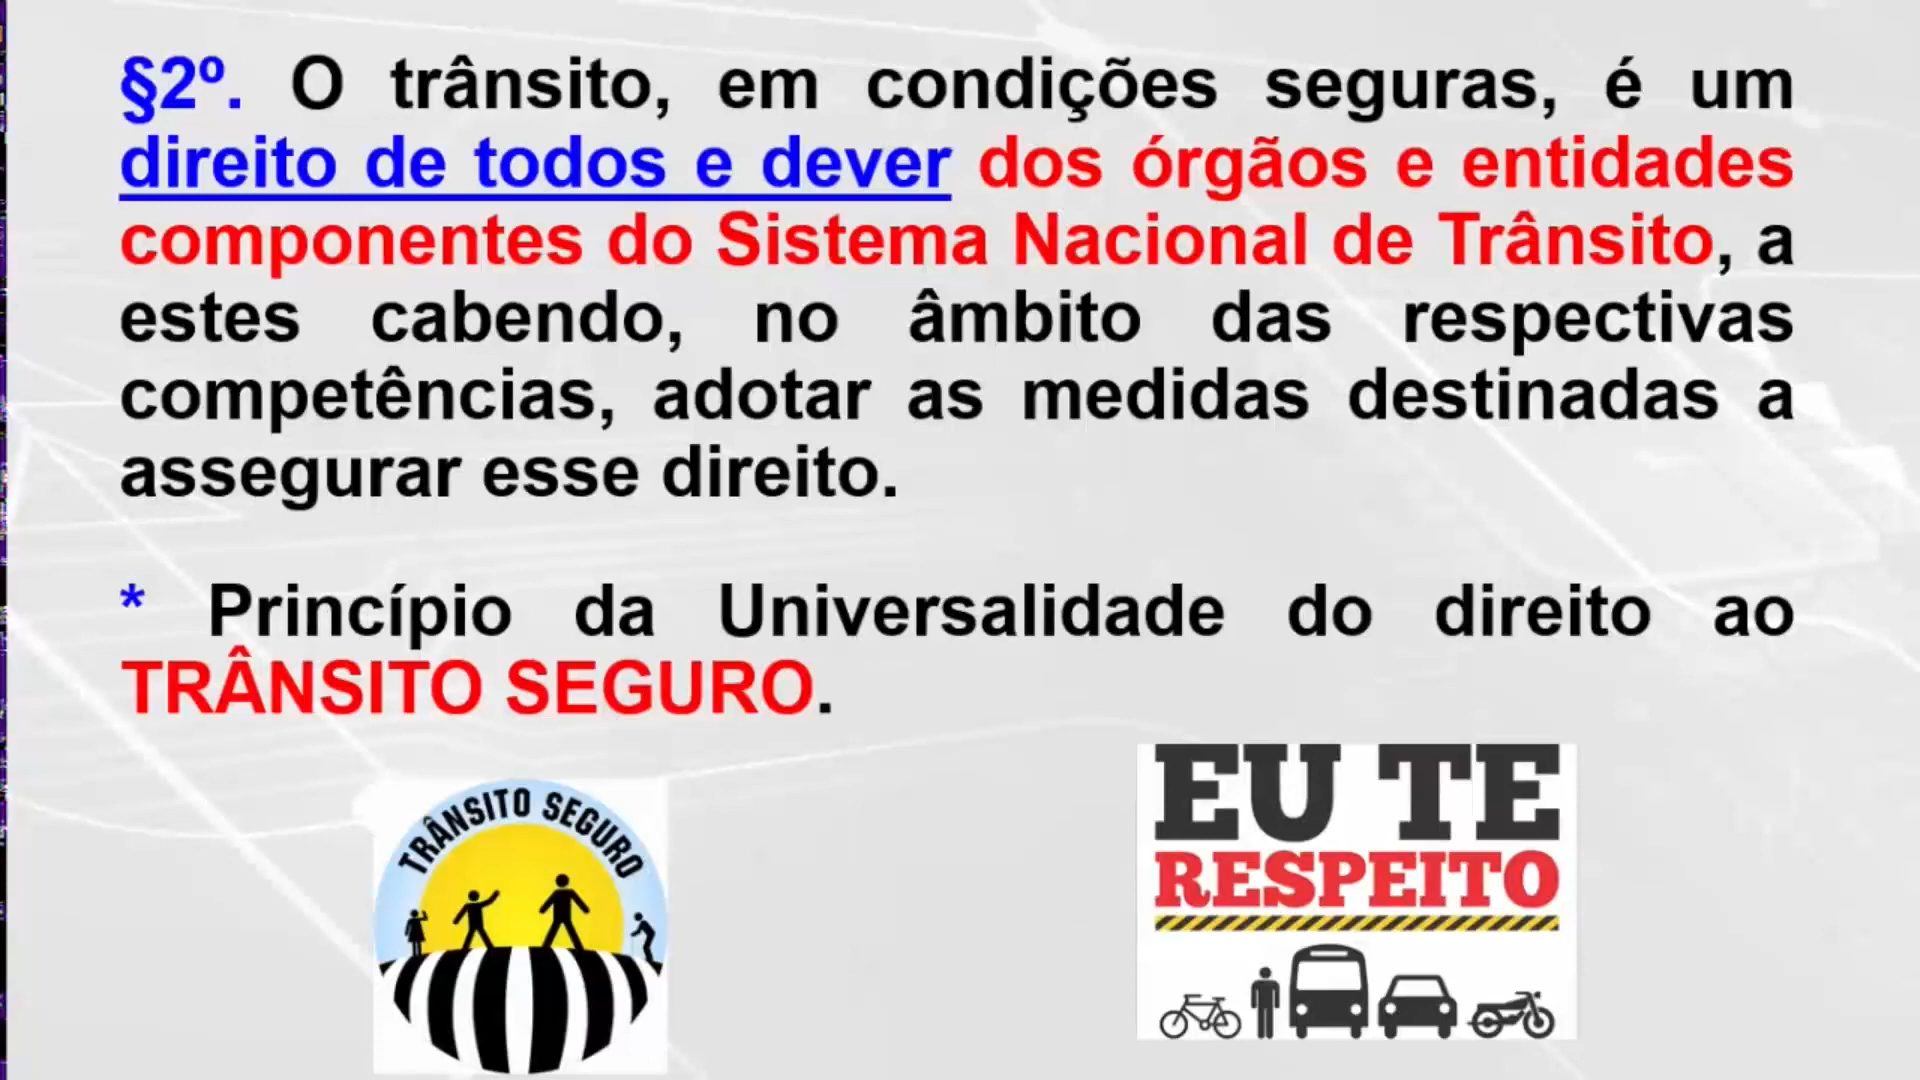 §2º. O trânsito, em condições seguras, é um
direito de todos e dever dos órgãos e entidades
componentes do Sistema Nacional de Trânsito, a
estes cabendo, no âmbito das respectivas
competências, adotar as medidas destinadas a
assegurar esse direito.
* Princípio da Universalidade do direito ao
TRÂNSITO SEGURO.
TRÂNSITO SEGURO
EU TE
RESPEITO